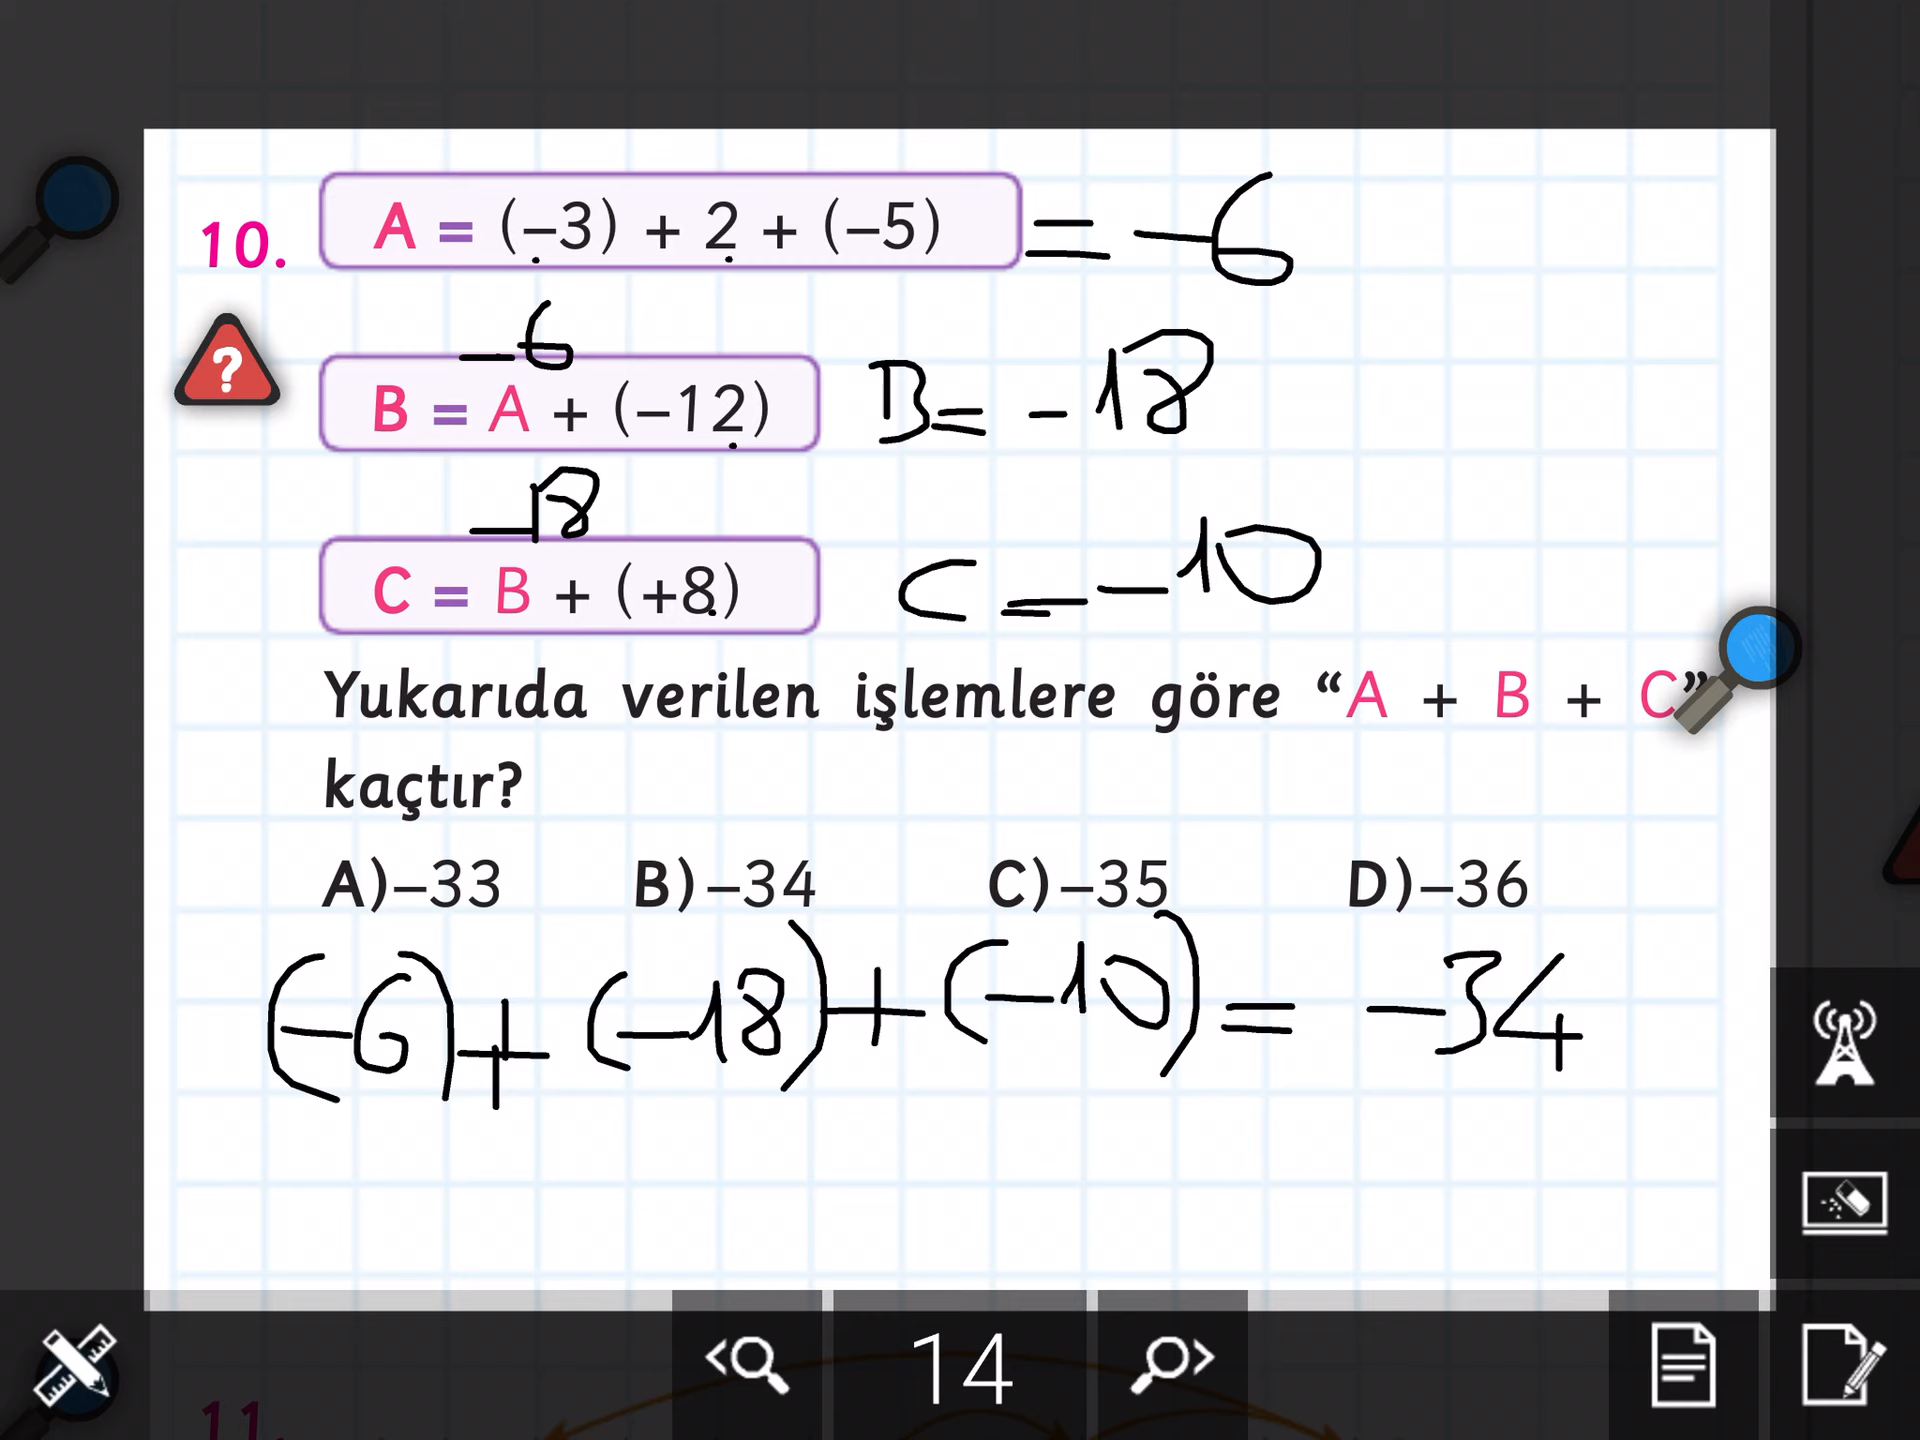 10. A = (–3) + 2 + (–5) = –6
–6
B = A + (–12) B = –18
–18
C = B + (+8) C = –10
Yukarıda verilen işlemlere göre “A + B + C”
kaçtır?
A)–33 B)–34 C)–35 D)–36
(–6) + (–18) + (–10) = –34
14
11.